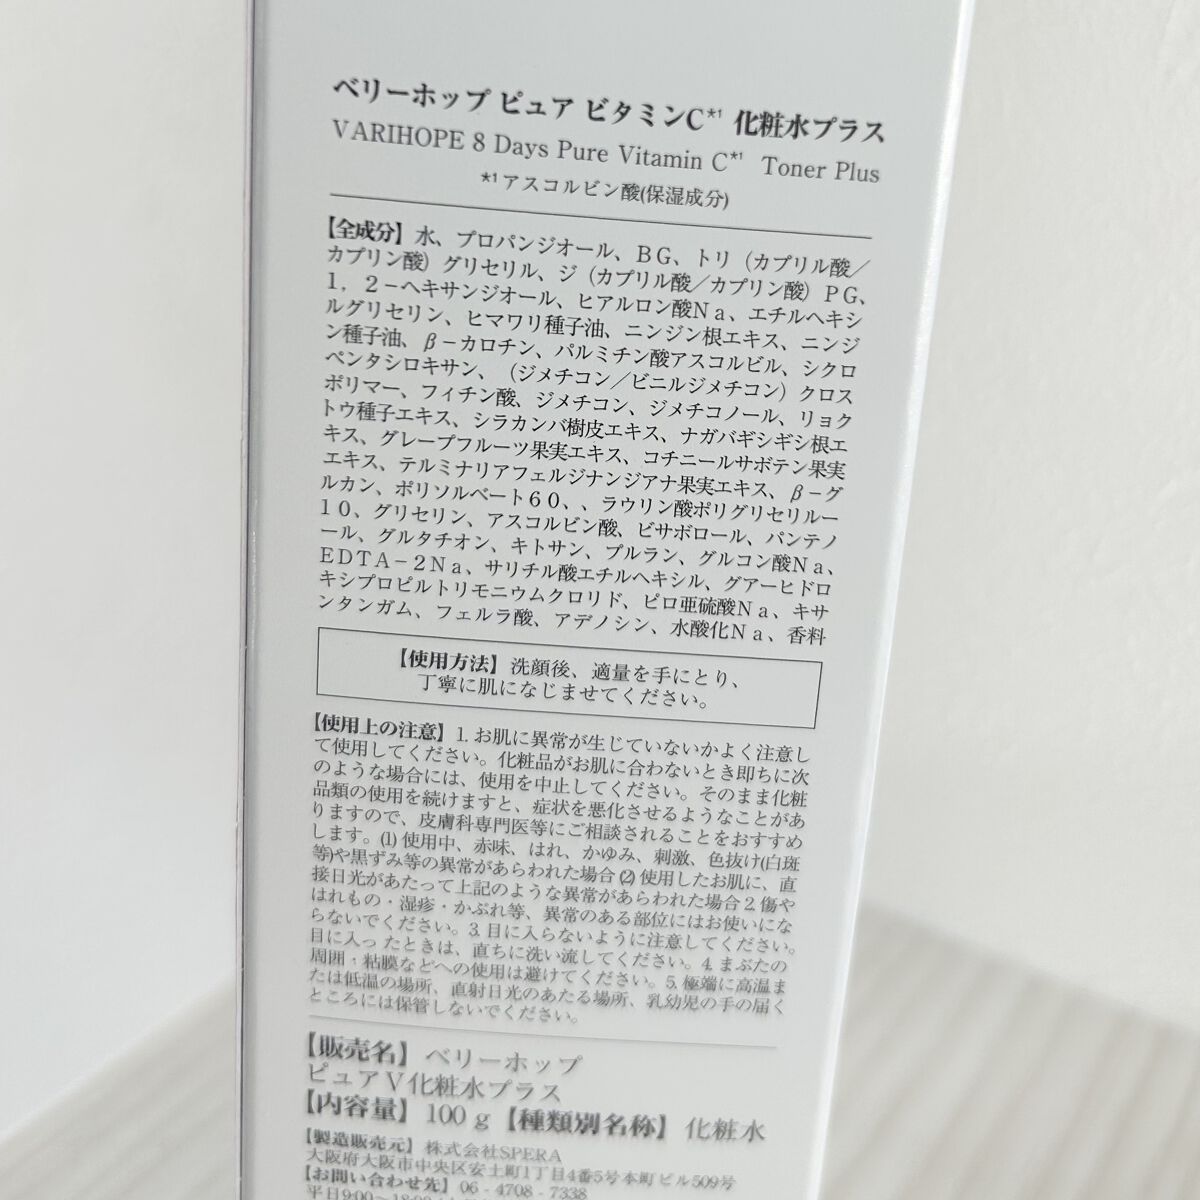 ベリーホップ ピュア ビタミンC*1 化粧水プラス
VARIHOPE 8 Days Pure Vitamin C*1 Toner Plus
*1アスコルビン酸(保湿成分)
【全成分】水、プロパンジオール、ＢＧ、トリ（カプリル酸／
カプリン酸）グリセリル、ジ（カプリル酸／カプリン酸）ＰＧ、
１，２－ヘキサンジオール、ヒアルロン酸Ｎａ、エチルヘキシ
ルグリセリン、ヒマワリ種子油、ニンジン根エキス、ニンジ
ン種子油、β－カロチン、パルミチン酸アスコルビル、シクロ
ペンタシロキサン、（ジメチコン／ビニルジメチコン）クロス
ポリマー、フィチン酸、ジメチコン、ジメチコノール、リョク
トウ種子エキス、シラカンバ樹皮エキス、ナガバギシギシ根エ
キス、グレープフルーツ果実エキス、コチニールサボテン果実
エキス、テルミナリアフェルジナンジアナ果実エキス、β－グ
ルカン、ポリソルベート６０、、ラウリン酸ポリグリセリル－
１０、グリセリン、アスコルビン酸、ビサボロール、パンテノ
ール、グルタチオン、キトサン、プルラン、グルコン酸Ｎａ、
ＥＤＴＡ－２Ｎａ、サリチル酸エチルヘキシル、グアーヒドロ
キシプロピルトリモニウムクロリド、ピロ亜硫酸Ｎａ、キサ
ンタンガム、フェルラ酸、アデノシン、水酸化Ｎａ、香料
【使用方法】洗顔後、適量を手にとり、
丁寧に肌になじませてください。
【使用上の注意】1. お肌に異常が生じていないかよく注意し
て使用してください。化粧品がお肌に合わないとき即ちに次
のような場合には、使用を中止してください。そのまま化粧
品類の使用を続けますと、症状を悪化させるようなことがあ
りますので、皮膚科専門医等にご相談されることをおすすめ
します。(1) 使用中、赤味、はれ、かゆみ、刺激、色抜け(白斑
等)や黒ずみ等の異常があらわれた場合 (2) 使用したお肌に、直
接日光があたって上記のような異常があらわれた場合 2. 傷や
はれもの・湿疹・かぶれ等、異常のある部位にはお使いにな
らないでください。3. 目に入らないように注意してください。
目に入ったときは、直ちに洗い流してください。4. まぶたの
周囲・粘膜などへの使用は避けてください。5. 極端に高温ま
たは低温の場所、直射日光のあたる場所、乳幼児の手の届く
ところには保管しないでください。
【販売名】ベリーホップ
ピュアＶ化粧水プラス
【内容量】100ｇ【種類別名称】化粧水
【製造販売元】株式会社SPERA
大阪府大阪市中央区安土町1丁目4番5号本町ビル509号
【お問い合わせ先】06 - 4708 - 7338
平日9:00～18:00